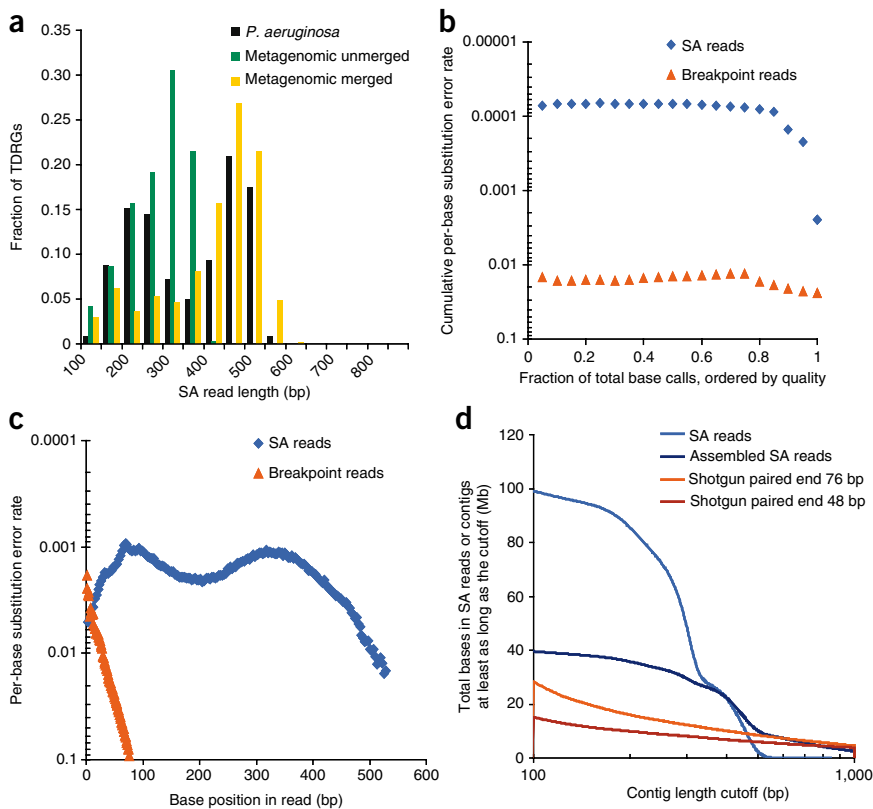 a
P. aeruginosa
Metagenomic unmerged
Metagenomic merged
Fraction of TDRGs
0.35
0.30
0.25
0.20
0.15
0.10
0.05
0
100
200
300
400
500
600
700
800
SA read length (bp)
b
SA reads
Breakpoint reads
Cumulative per-base substitution error rate
0.00001
0.0001
0.001
0.01
0.1
0
0.2
0.4
0.6
0.8
1
Fraction of total base calls, ordered by quality
c
SA reads
Breakpoint reads
Per-base substitution error rate
0.0001
0.001
0.01
0.1
0
100
200
300
400
500
600
Base position in read (bp)
d
SA reads
Assembled SA reads
Shotgun paired end 76 bp
Shotgun paired end 48 bp
Total bases in SA reads or contigs
at least as long as the cutoff (Mb)
120
100
80
60
40
20
0
100
1,000
Contig length cutoff (bp)